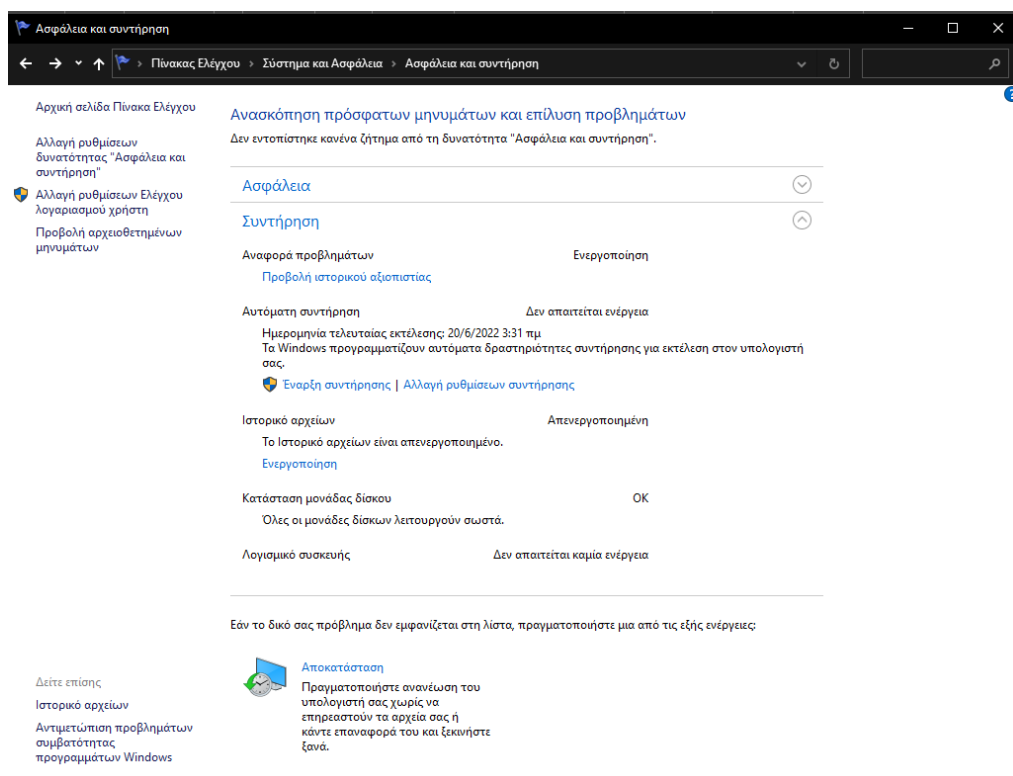 Ασφάλεια και συντήρηση
Πίνακας Ελέγχου › Σύστημα και Ασφάλεια › Ασφάλεια και συντήρηση
Αρχική σελίδα Πίνακα Ελέγχου
Αλλαγή ρυθμίσεων
δυνατότητας "Ασφάλεια και
συντήρηση"
Αλλαγή ρυθμίσεων Ελέγχου
λογαριασμού χρήστη
Προβολή αρχειοθετημένων
μηνυμάτων
Ανασκόπηση πρόσφατων μηνυμάτων και επίλυση προβλημάτων
Δεν εντοπίστηκε κανένα ζήτημα από τη δυνατότητα "Ασφάλεια και συντήρηση".
Ασφάλεια
Συντήρηση
Αναφορά προβλημάτων Ενεργοποίηση
Προβολή ιστορικού αξιοπιστίας
Αυτόματη συντήρηση Δεν απαιτείται ενέργεια
Ημερομηνία τελευταίας εκτέλεσης: 20/6/2022 3:31 πμ
Τα Windows προγραμματίζουν αυτόματα δραστηριότητες συντήρησης για εκτέλεση στον υπολογιστή
σας.
Έναρξη συντήρησης | Αλλαγή ρυθμίσεων συντήρησης
Ιστορικό αρχείων Απενεργοποιημένη
Το Ιστορικό αρχείων είναι απενεργοποιημένο.
Ενεργοποίηση
Κατάσταση μονάδας δίσκου OK
Όλες οι μονάδες δίσκων λειτουργούν σωστά.
Λογισμικό συσκευής Δεν απαιτείται καμία ενέργεια
Εάν το δικό σας πρόβλημα δεν εμφανίζεται στη λίστα, πραγματοποιήστε μια από τις εξής ενέργειες:
Αποκατάσταση
Πραγματοποιήστε ανανέωση του
υπολογιστή σας χωρίς να
επηρεαστούν τα αρχεία σας ή
κάντε επαναφορά του και ξεκινήστε
ξανά.
Δείτε επίσης
Ιστορικό αρχείων
Αντιμετώπιση προβλημάτων
συμβατότητας
προγραμμάτων Windows